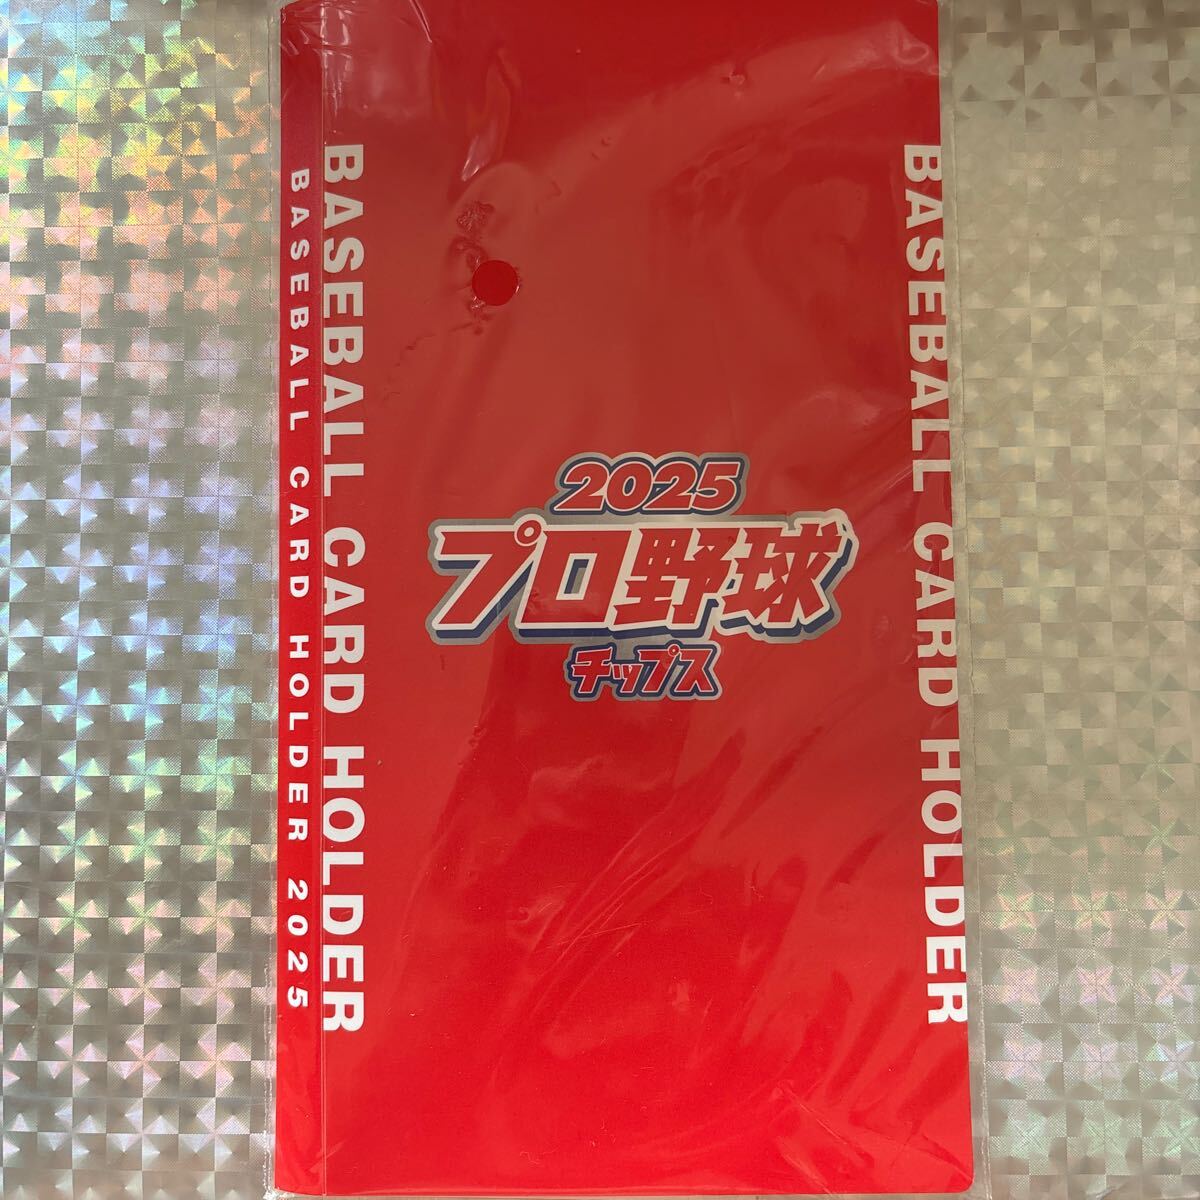 BASEBALL CARD HOLDER 2025
BASEBALL CARD HOLDER
2025
プロ野球
チップス
BASEBALL CARD HOLDER